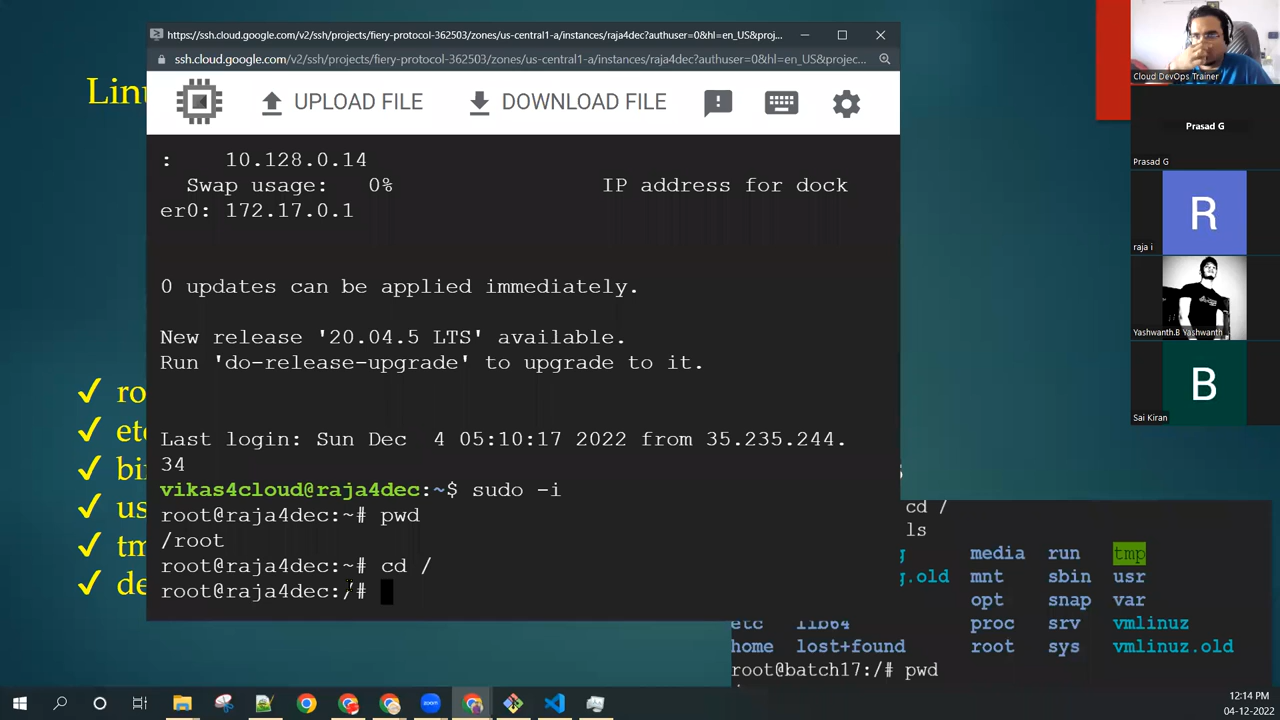 https://ssh.cloud.google.com/v2/ssh/projects/fiery-protocol-362503/zones/us-central1-a/instances/raja4dec?authuser=0&hl=en_US&proj...
ssh.cloud.google.com/v2/ssh/projects/fiery-protocol-362503/zones/us-central1-a/instances/raja4dec?authuser=0&hl=en_US&projec...
UPLOAD FILE DOWNLOAD FILE
: 10.128.0.14
Swap usage: 0% IP address for dock
er0: 172.17.0.1
0 updates can be applied immediately.
New release '20.04.5 LTS' available.
Run 'do-release-upgrade' to upgrade to it.
Last login: Sun Dec 4 05:10:17 2022 from 35.235.244.
34
vikas4cloud@raja4dec:~$ sudo -i
root@raja4dec:~# pwd
/root
root@raja4dec:~# cd /
root@raja4dec:/#
Linu
✓ ro
✓ etc
✓ bin
✓ us
✓ tm
✓ de
cd /
ls
g media run tmp
g.old mnt sbin usr
opt snap var
etc lib64 proc srv vmlinuz
home lost+found root sys vmlinuz.old
root@batch17:/# pwd
Cloud DevOps Trainer
Prasad G
Prasad G
R
raja i
Yashwanth.B Yashwanth
B
Sai Kiran
zoom
12:14 PM
04-12-2022